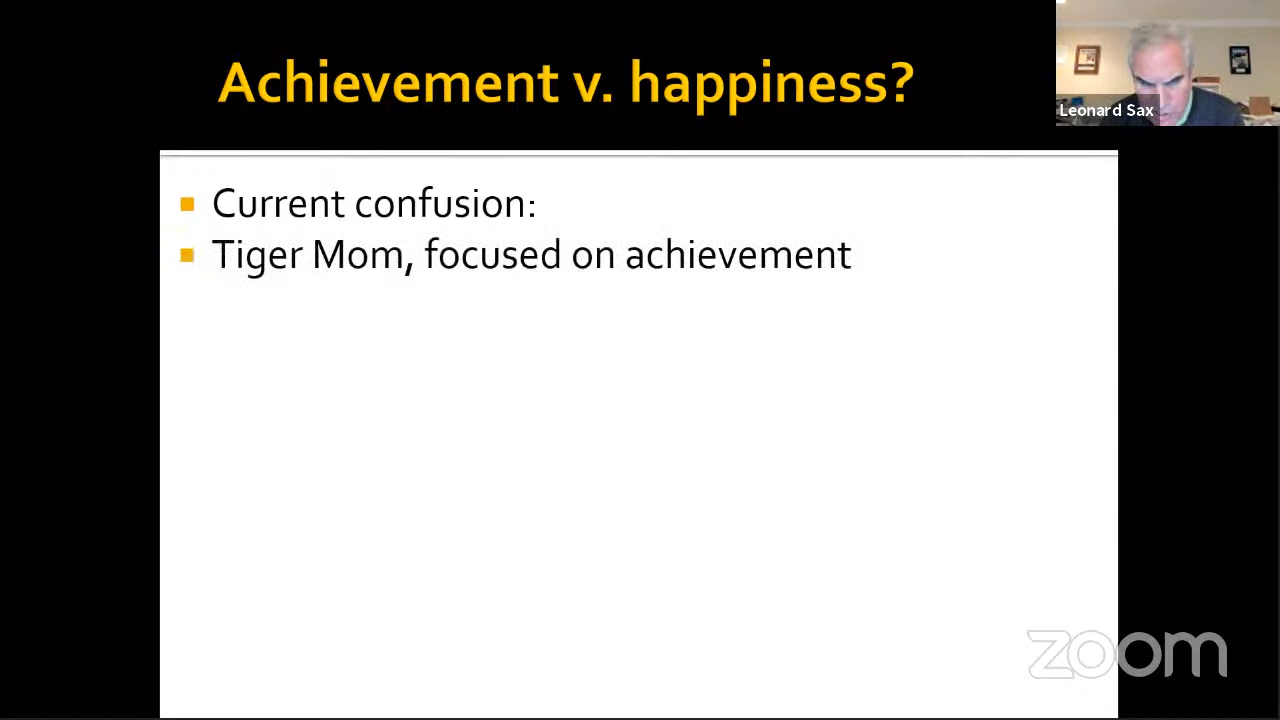 Achievement v. happiness?
Leonard Sax
Current confusion:
Tiger Mom, focused on achievement
zoom